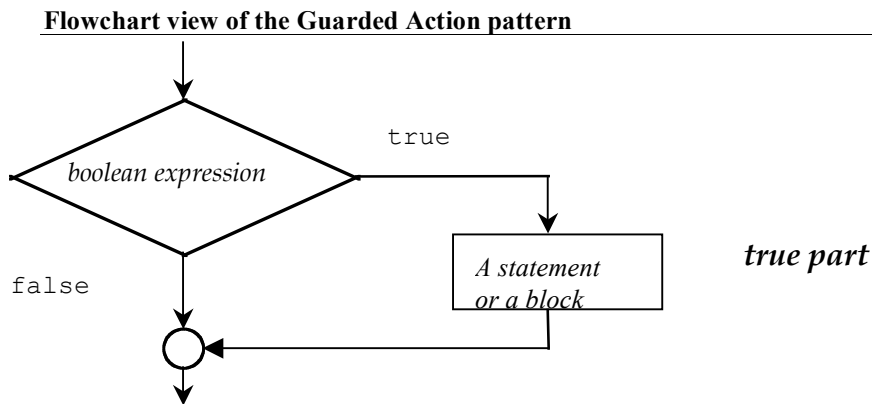 Flowchart view of the Guarded Action pattern
true
boolean expression
A statement
or a block
true part
false